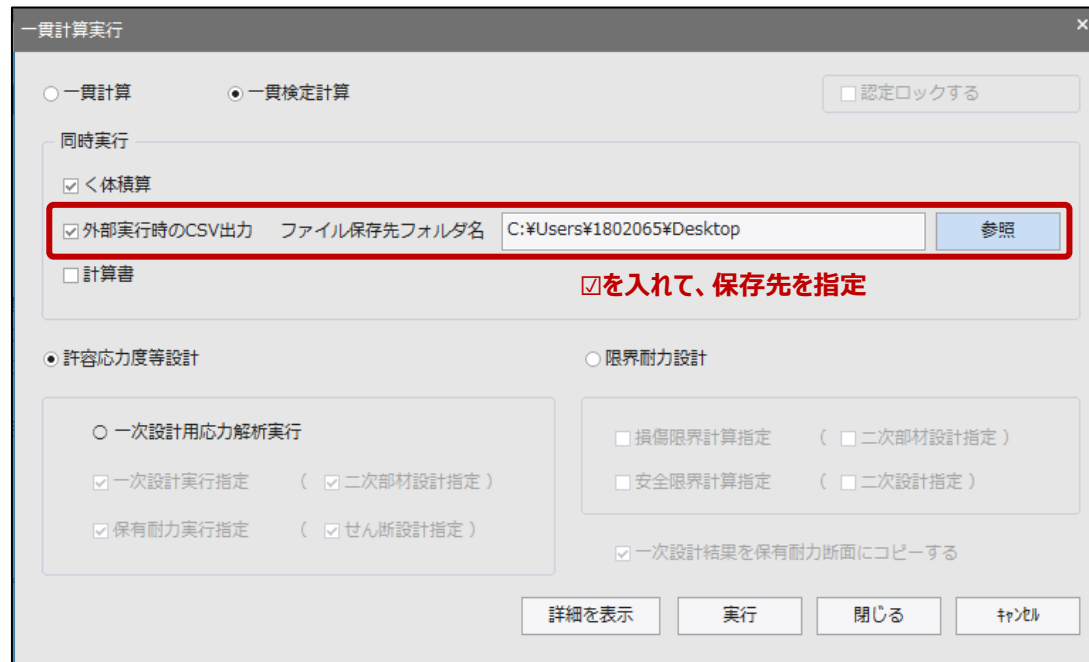 一貫計算実行 ×
一貫計算 一貫検定計算 認定ロックする
同時実行
く体積算
外部実行時のCSV出力 ファイル保存先フォルダ名 C:¥Users¥1802065¥Desktop 参照
計算書
☑を入れて、保存先を指定
許容応力度等設計 限界耐力設計
一次設計用応力解析実行
損傷限界計算指定 ( 二次部材設計指定 )
一次設計実行指定 ( 二次部材設計指定 )
安全限界計算指定 ( 二次設計指定 )
保有耐力実行指定 ( せん断設計指定 )
一次設計結果を保有耐力断面にコピーする
詳細を表示 実行 閉じる ｷｬﾝｾﾙ